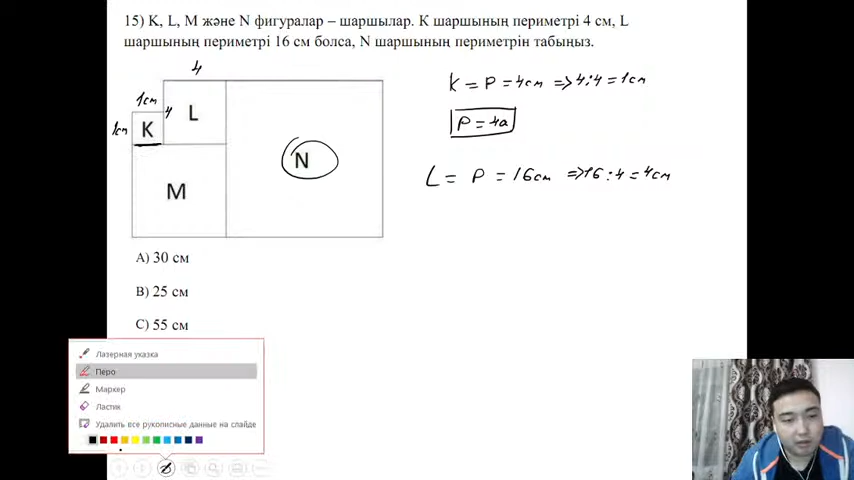 15) K, L, M және N фигуралар – шаршылар. K шаршының периметрі 4 см, L
шаршының периметрі 16 см болса, N шаршының периметрін табыңыз.
4
1см
4
L
1см
K
N
M
K = P = 4см => 4:4 = 1см
P = 4a
L = P = 16см => 16:4 = 4см
A) 30 см
B) 25 см
C) 55 см
Лазерная указка
Перо
Маркер
Ластик
Удалить все рукописные данные на слайде